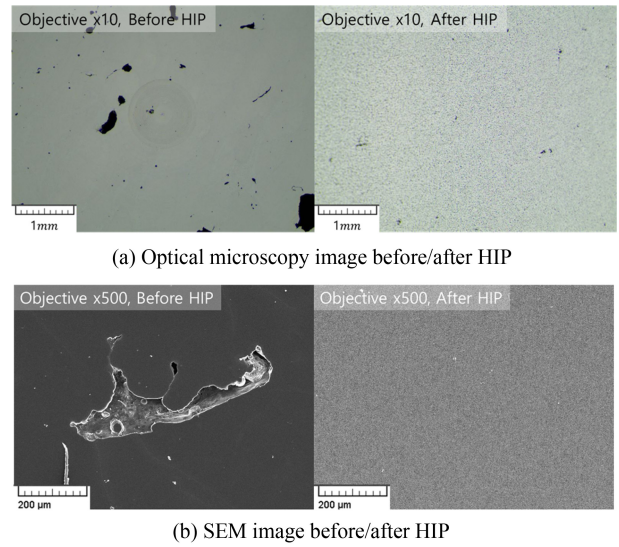 Objective x10, Before HIP
Objective x10, After HIP
1mm
1mm
(a) Optical microscopy image before/after HIP
Objective x500, Before HIP
Objective x500, After HIP
200 µm
200 µm
(b) SEM image before/after HIP